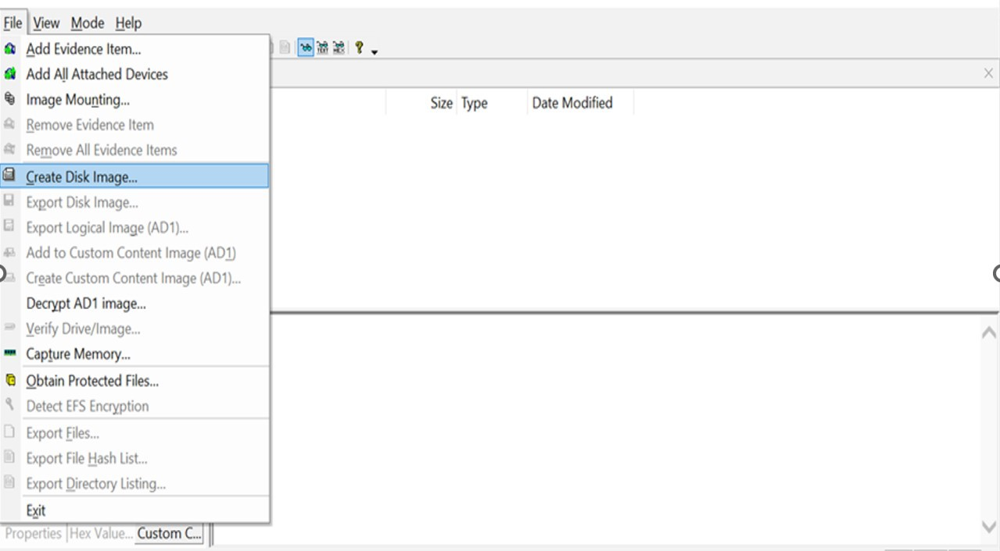 File View Mode Help
Add Evidence Item...
Add All Attached Devices
Image Mounting...
Remove Evidence Item
Remove All Evidence Items
Create Disk Image...
Export Disk Image...
Export Logical Image (AD1)...
Add to Custom Content Image (AD1)
Create Custom Content Image (AD1)...
Decrypt AD1 image...
Verify Drive/Image...
Capture Memory...
Obtain Protected Files...
Detect EFS Encryption
Export Files...
Export File Hash List...
Export Directory Listing...
Exit
TEXT HEX ?
Size Type Date Modified
Properties Hex Value... Custom C...